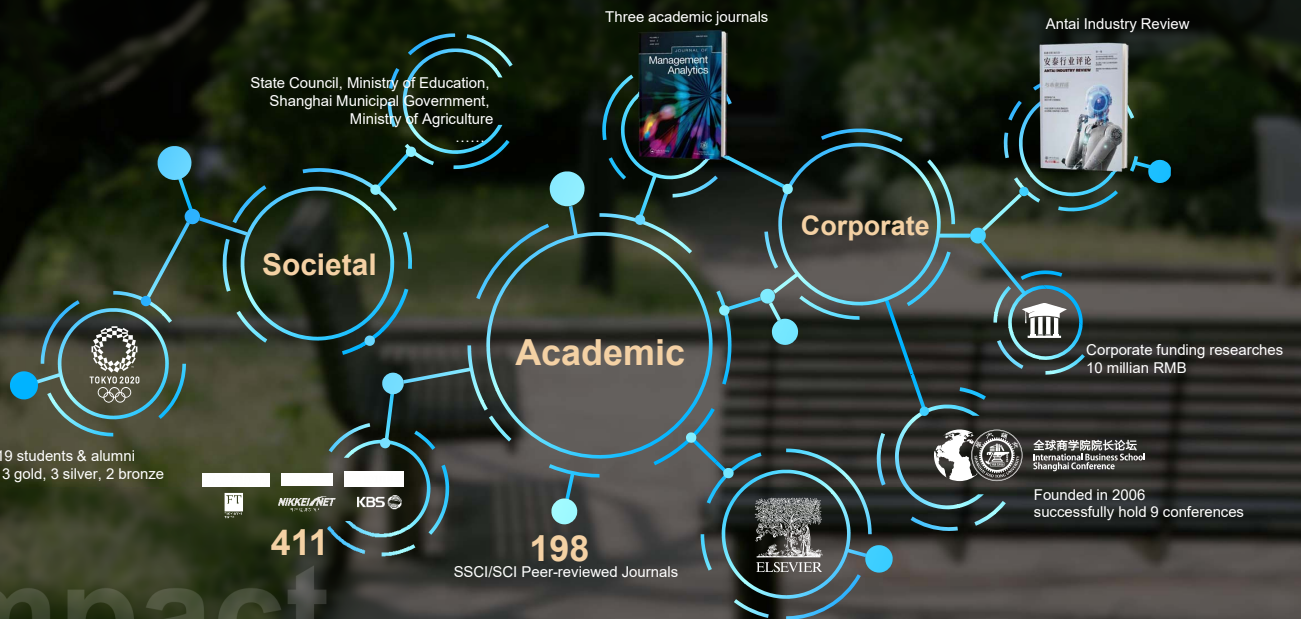 Three academic journals
Antai Industry Review
JOURNAL OF
Management
Analytics
安泰行业评论
ANTAI INDUSTRY REVIEW
State Council, Ministry of Education,
Shanghai Municipal Government,
Ministry of Agriculture
......
Societal
Corporate
Academic
TOKYO 2020
Corporate funding researches
10 millian RMB
19 students & alumni
3 gold, 3 silver, 2 bronze
全球商学院院长论坛
International Business School
Shanghai Conference
Founded in 2006
successfully hold 9 conferences
FT
NIKKEI NET
KBS
411
198
SSCI/SCI Peer-reviewed Journals
ELSEVIER
mpact